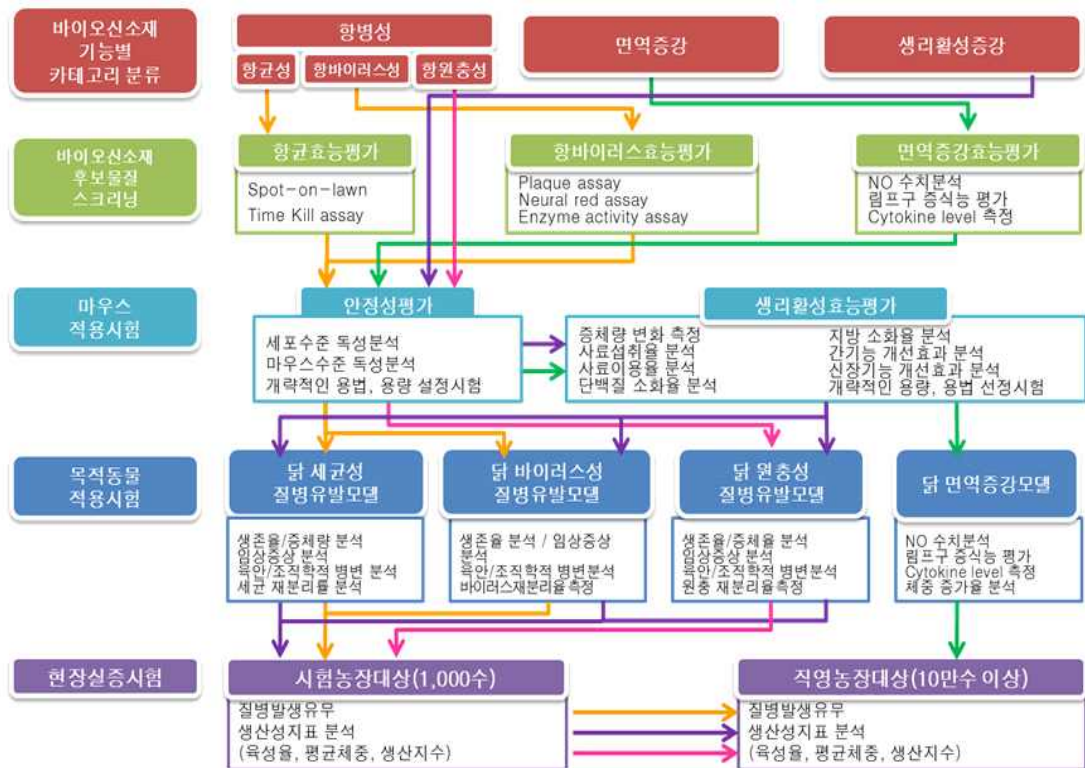 바이오신소재
기능별
카테고리 분류
항병성
항균성
항바이러스성
항원충성
면역증강
생리활성증강
바이오신소재
후보물질
스크리닝
항균효능평가
Spot-on-lawn
Time Kill assay
항바이러스효능평가
Plaque assay
Neural red assay
Enzyme activity assay
면역증강효능평가
NO 수치분석
림프구 증식능 평가
Cytokine level 측정
마우스
적용시험
안정성평가
세포수준 독성분석
마우스수준 독성분석
개략적인 용법, 용량 설정시험
생리활성효능평가
증체량 변화 측정
사료섭취율 분석
사료이용율 분석
단백질 소화율 분석
지방 소화율 분석
간기능 개선효과 분석
신장기능 개선효과 분석
개략적인 용량, 용법 선정시험
목적동물
적용시험
닭 세균성
질병유발모델
생존율/증체량 분석
임상증상 분석
육안/조직학적 병변 분석
세균 재분리률 분석
닭 바이러스성
질병유발모델
생존율 분석 / 임상증상
분석
육안/조직학적 병변분석
바이러스재분리율측정
닭 원충성
질병유발모델
생존율/증체율 분석
임상증상 분석
육안/조직학적 병변분석
원충 재분리율측정
닭 면역증강모델
NO 수치분석
림프구 증식능 평가
Cytokine level 측정
체중 증가율 분석
현장실증시험
시험농장대상(1,000수)
질병발생유무
생산성지표 분석
(육성율, 평균체중, 생산지수)
직영농장대상(10만수 이상)
질병발생유무
생산성지표 분석
(육성율, 평균체중, 생산지수)